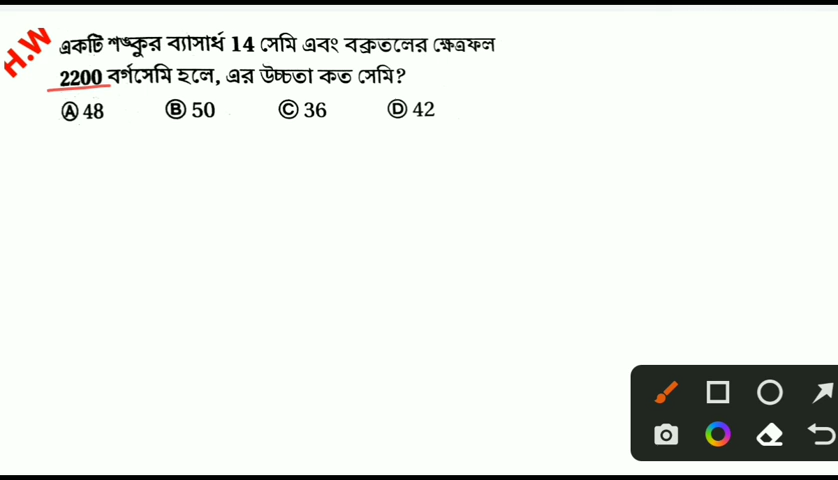 H.W
একটি শঙ্কুর ব্যাসার্ধ 14 সেমি এবং বক্রতলের ক্ষেত্রফল
2200 বর্গসেমি হলে, এর উচ্চতা কত সেমি?
Ⓐ 48 Ⓑ 50 Ⓒ 36 Ⓓ 42